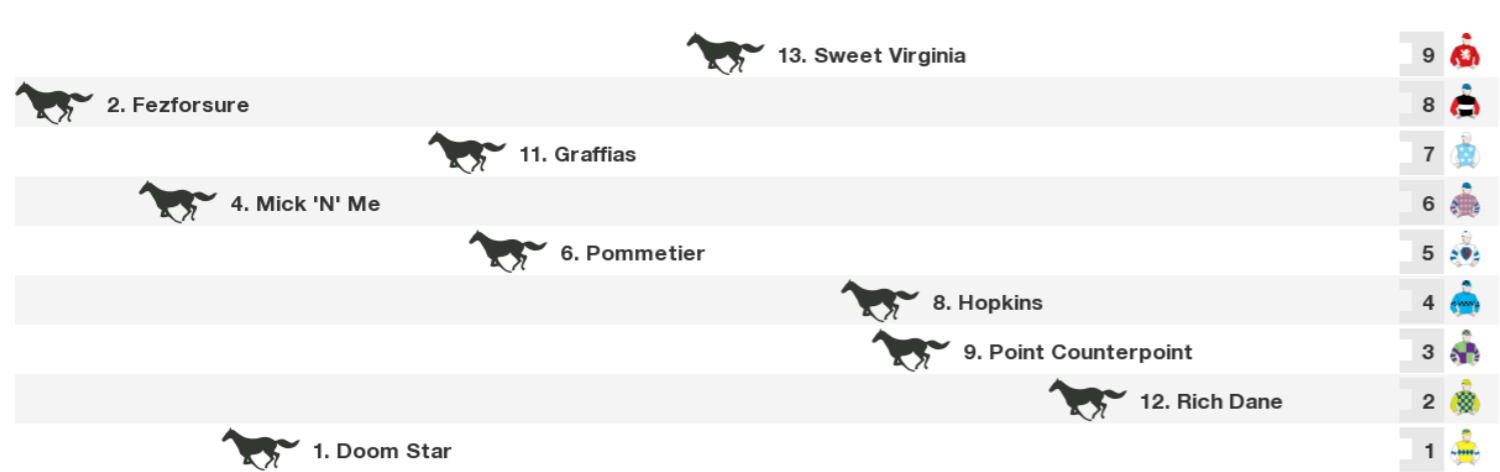 13. Sweet Virginia 9
2. Fezforsure 8
11. Graffias 7
4. Mick 'N' Me 6
6. Pommetier 5
8. Hopkins 4
9. Point Counterpoint 3
12. Rich Dane 2
1. Doom Star 1